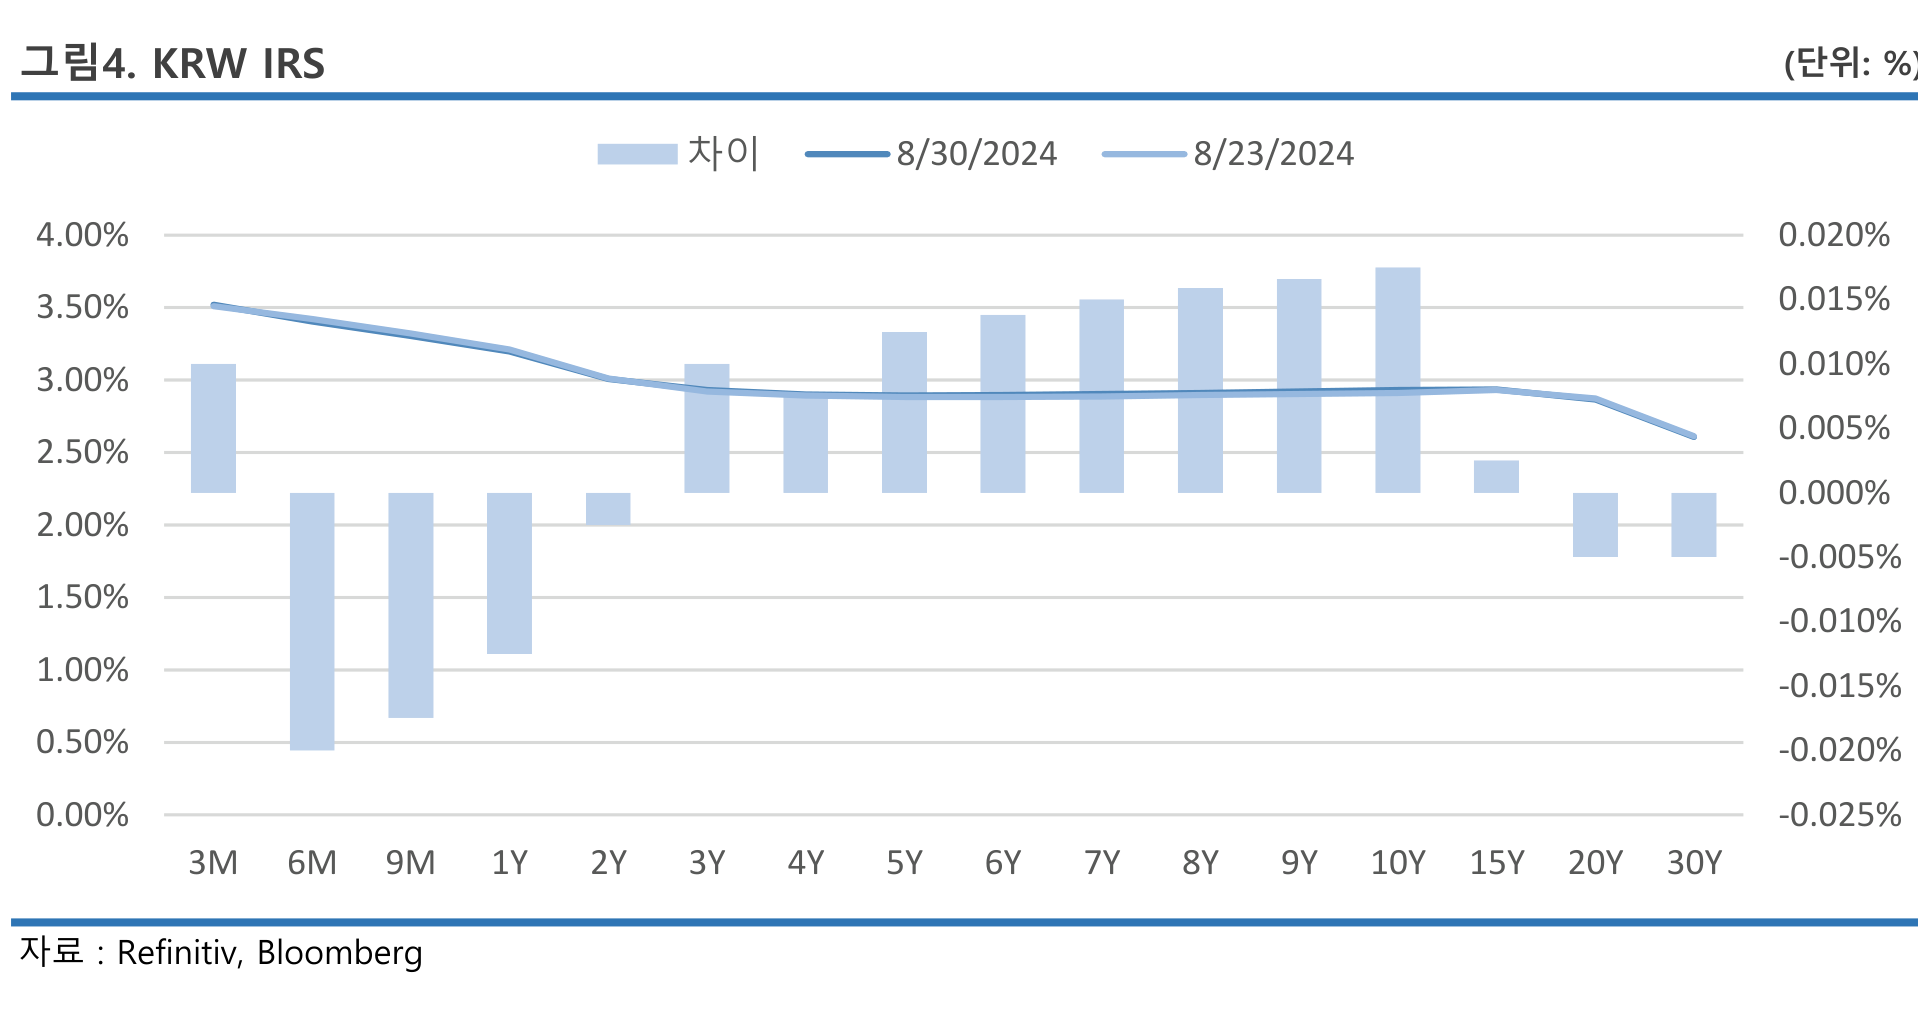 그림4. KRW IRS (단위: %)
차이 8/30/2024 8/23/2024
4.00% 0.020%
3.50% 0.015%
3.00% 0.010%
2.50% 0.005%
2.00% 0.000%
1.50% -0.005%
1.00% -0.010%
0.50% -0.015%
0.00% -0.020%
-0.025%
3M 6M 9M 1Y 2Y 3Y 4Y 5Y 6Y 7Y 8Y 9Y 10Y 15Y 20Y 30Y
자료 : Refinitiv, Bloomberg